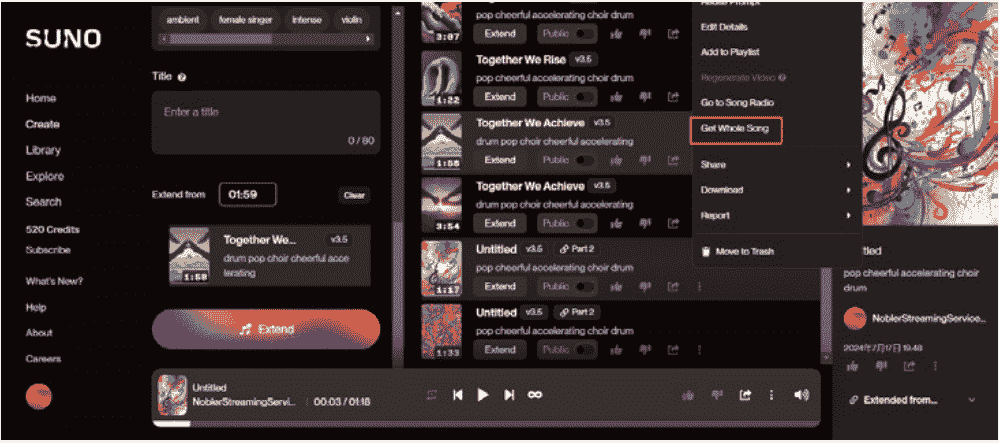 SUNO
Home
Create
Library
Explore
Search
520 Credits
Subscribe
What's New?
Help
About
Careers
ambient female singer intense violin
Title
Enter a title
0 / 80
Extend from 01:59 Clear
Together We... v3.5
drum pop choir cheerful acce
lerating
1:58
Extend
pop cheerful accelerating choir drum
3:07
Extend Public
Together We Rise v3.5
pop cheerful accelerating choir drum
1:22
Extend Public
Together We Achieve v3.5
drum pop choir cheerful accelerating
1:58
Extend Public
Together We Achieve v3.5
drum pop choir cheerful accelerating
3:54
Extend Public
Untitled v3.5 Part 2
pop cheerful accelerating choir drum
1:17
Extend Public
Untitled v3.5 Part 2
pop cheerful accelerating choir drum
1:33
Extend Public
Edit Details
Add to Playlist
Regenerate Video
Go to Song Radio
Get Whole Song
Share
Download
Report
Move to Trash
pop cheerful accelerating choir
drum
NoblerStreamingService...
2024年7月17日 19:48
Extended from...
Untitled
NoblerStreamingServi...
00:03 / 01:18